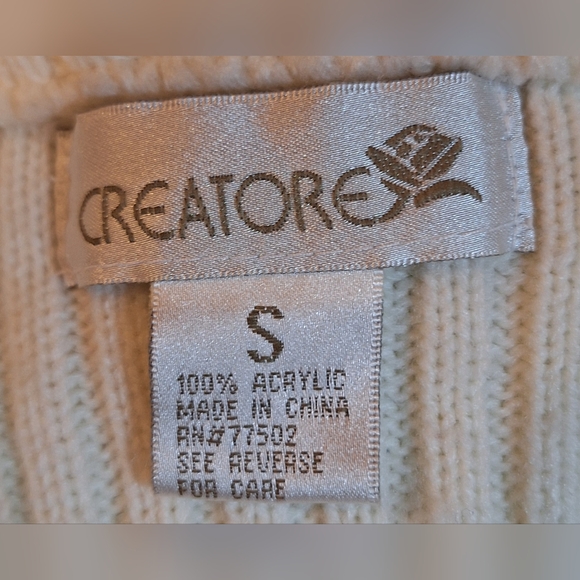 CREATORE
S
100% ACRYLIC
MADE IN CHINA
RN#77502
SEE REVERSE
FOR CARE